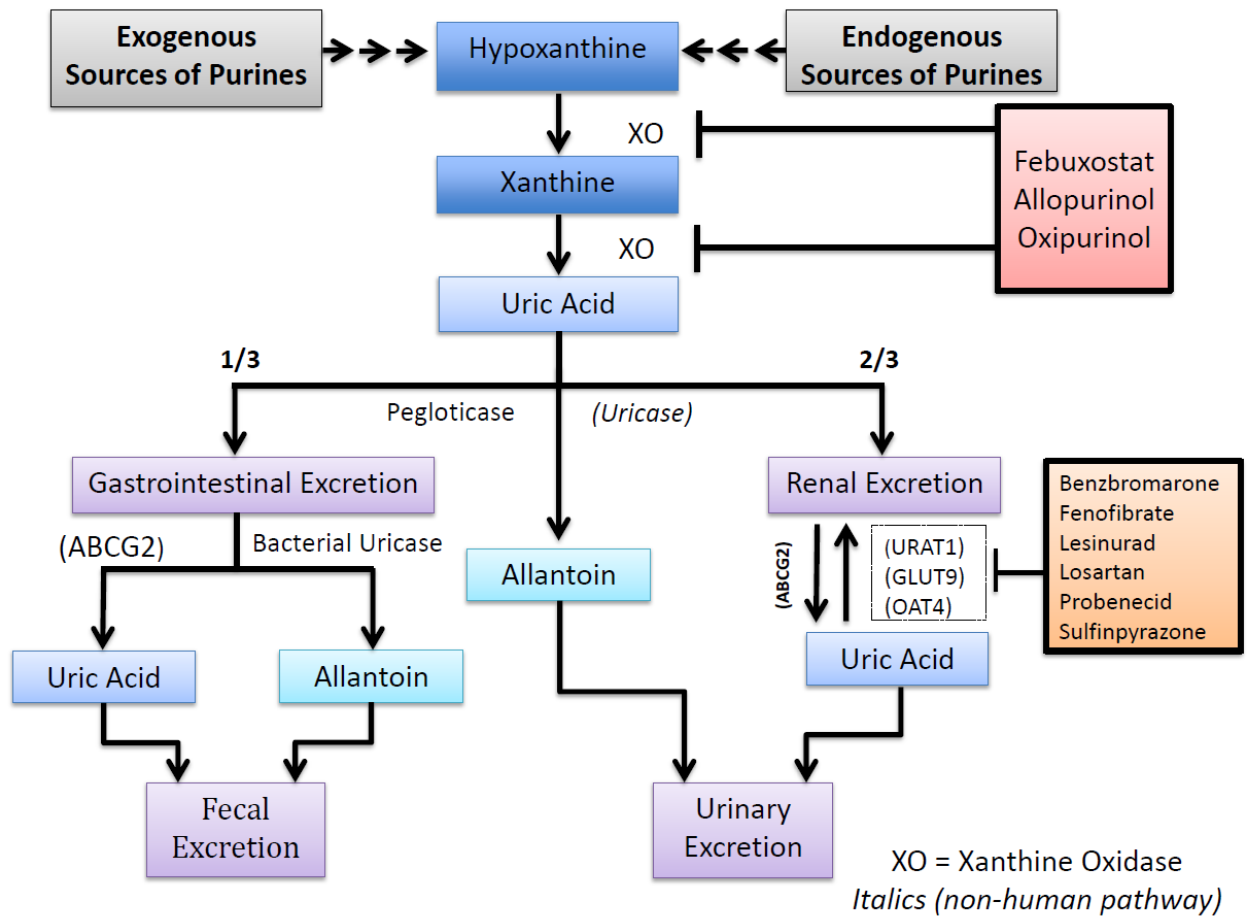 Exogenous
Sources of Purines
Hypoxanthine
Endogenous
Sources of Purines
XO
Xanthine
XO
Uric Acid
Febuxostat
Allopurinol
Oxipurinol
1/3
2/3
Pegloticase
(Uricase)
Gastrointestinal Excretion
Renal Excretion
(ABCG2)
Bacterial Uricase
Allantoin
(ABCG2)
(URAT1)
(GLUT9)
(OAT4)
Benzbromarone
Fenofibrate
Lesinurad
Losartan
Probenecid
Sulfinpyrazone
Uric Acid
Allantoin
Uric Acid
Fecal
Excretion
Urinary
Excretion
XO = Xanthine Oxidase
Italics (non-human pathway)